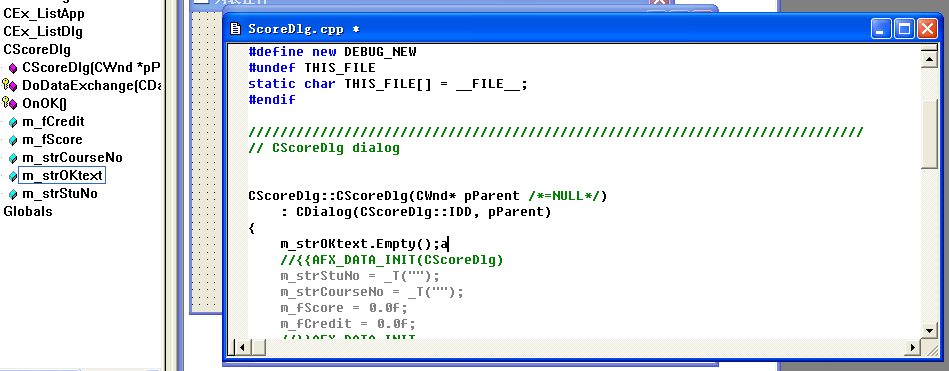 CEx_ListApp
CEx_ListDlg
CScoreDlg
CScoreDlg(CWnd *pP
DoDataExchange(CDa
OnOK()
m_fCredit
m_fScore
m_strCourseNo
m_strOKtext
m_strStuNo
Globals
ScoreDlg.cpp *
#define new DEBUG_NEW
#undef THIS_FILE
static char THIS_FILE[] = __FILE__;
#endif
/////////////////////////////////////////////////////////////////////////////
// CScoreDlg dialog
CScoreDlg::CScoreDlg(CWnd* pParent /*=NULL*/)
: CDialog(CScoreDlg::IDD, pParent)
{
m_strOKtext.Empty();a
//{{AFX_DATA_INIT(CScoreDlg)
m_strStuNo = _T("");
m_strCourseNo = _T("");
m_fScore = 0.0f;
m_fCredit = 0.0f;
//}}AFX_DATA_INIT